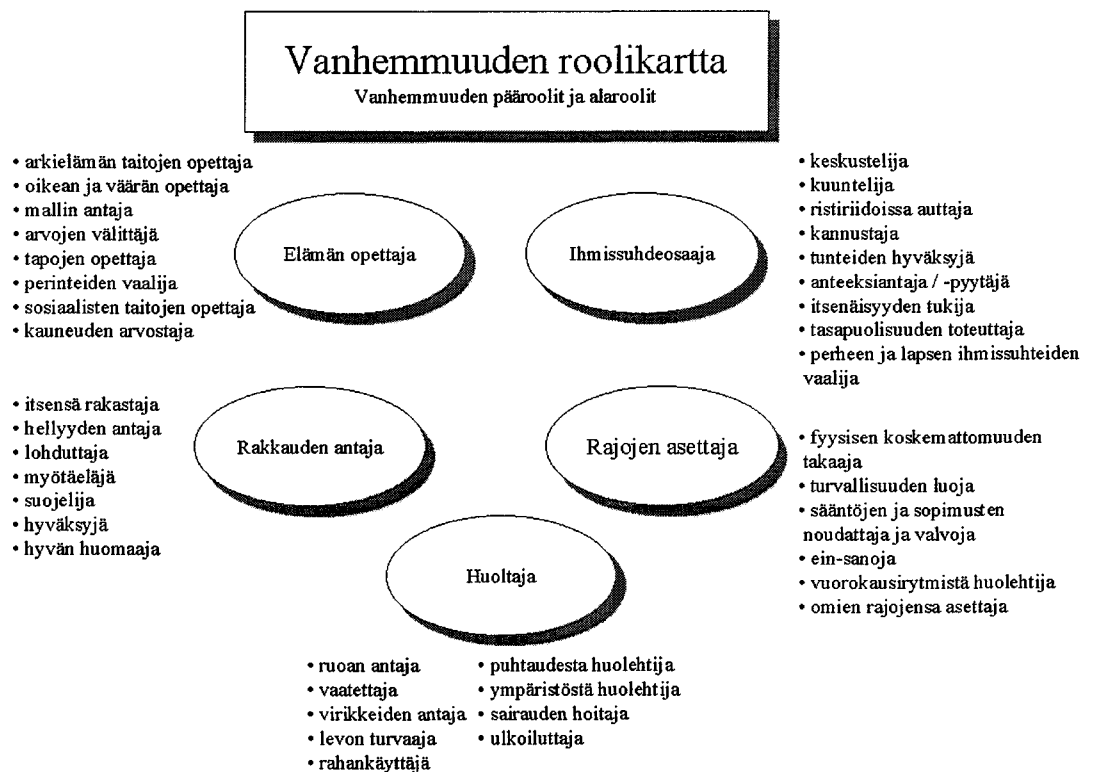 Vanhemmuuden roolikartta
Vanhemmuuden pääroolit ja alaroolit
• arkielämän taitojen opettaja
• oikean ja väärän opettaja
• mallin antaja
• arvojen välittäjä
• tapojen opettaja
• perinteiden vaalija
• sosiaalisten taitojen opettaja
• kauneuden arvostaja
Elämän opettaja
Ihmissuhdeosaaja
• keskustelija
• kuuntelija
• ristiriidoissa auttaja
• kannustaja
• tunteiden hyväksyjä
• anteeksiantaja / -pyytäjä
• itsenäisyyden tukija
• tasapuolisuuden toteuttaja
• perheen ja lapsen ihmissuhteiden
vaalija
• itsensä rakastaja
• hellyyden antaja
• lohduttaja
• myötäeläjä
• suojelija
• hyväksyjä
• hyvän huomaaja
Rakkauden antaja
Rajojen asettaja
• fyysisen koskemattomuuden
takaaja
• turvallisuuden luoja
• sääntöjen ja sopimusten
noudattaja ja valvoja
• ein-sanoja
• vuorokausirytmistä huolehtija
• omien rajojensa asettaja
Huoltaja
• ruoan antaja
• vaatettaja
• virikkeiden antaja
• levon turvaaja
• rahankäyttäjä
• puhtaudesta huolehtija
• ympäristöstä huolehtija
• sairauden hoitaja
• ulkoiluttaja